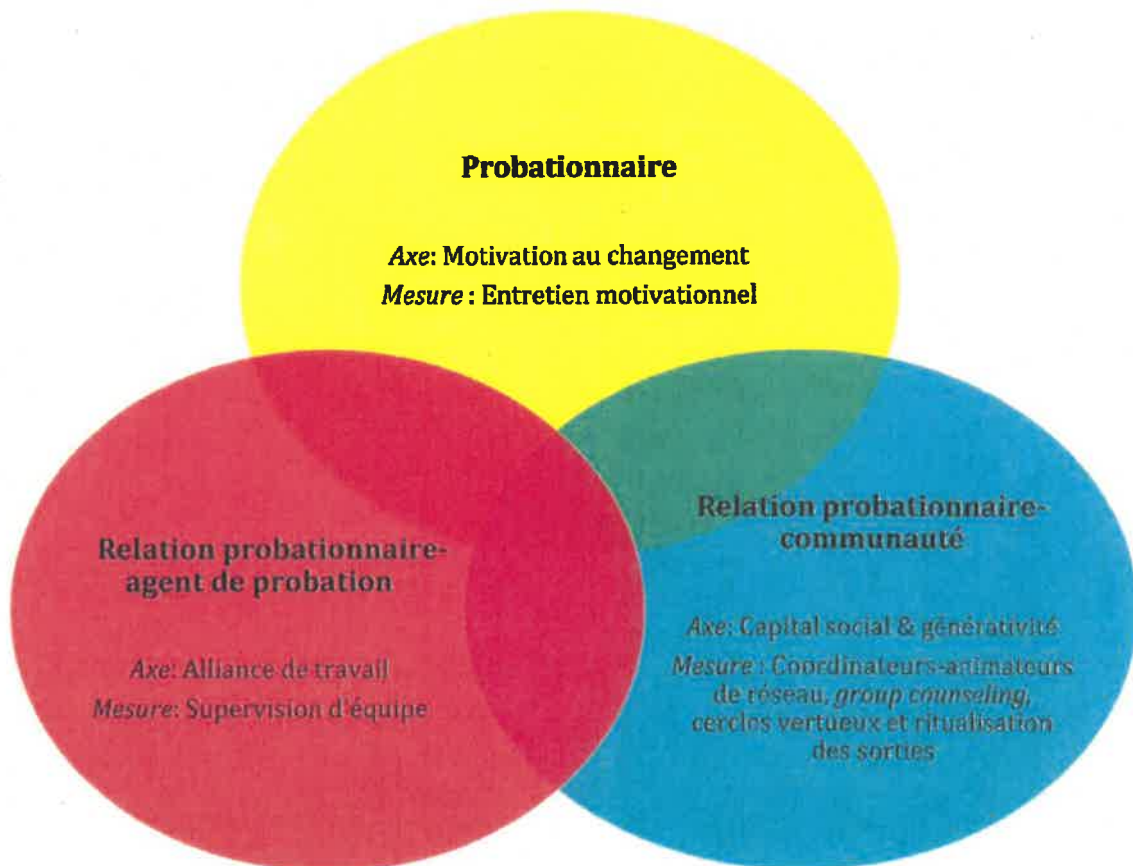 Probationnaire
Axe: Motivation au changement
Mesure : Entretien motivationnel
Relation probationnaire-
agent de probation
Axe: Alliance de travail
Mesure: Supervision d'équipe
Relation probationnaire-
communauté
Axe: Capital social & générativité
Mesure : Coordinateurs-animateurs
de réseau, group counseling,
cercles vertueux et ritualisation
des sorties